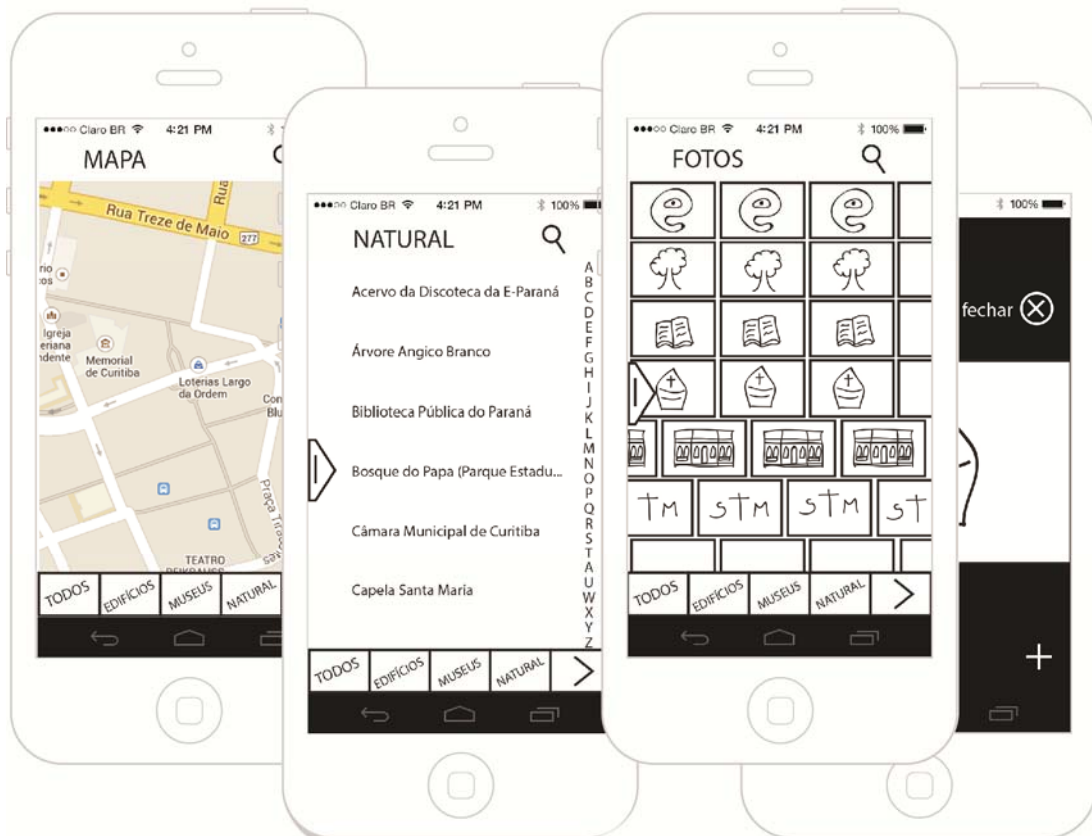 Claro BR 4:21 PM
MAPA
Rua Treze de Maio
Rua
277
Igreja
Memorial
de Curitiba
Loterias Largo
da Ordem
TEATRO
TODOS EDIFÍCIOS MUSEUS NATURAL
Claro BR 4:21 PM 100%
NATURAL
Acervo da Discoteca da E-Paraná
Árvore Angico Branco
Biblioteca Pública do Paraná
Bosque do Papa (Parque Estadu...
Câmara Municipal de Curitiba
Capela Santa Maria
A
B
C
D
E
F
G
H
I
J
K
L
M
N
O
P
Q
R
S
T
A
U
W
X
Y
Z
TODOS EDIFÍCIOS MUSEUS NATURAL >
Claro BR 4:21 PM 100%
FOTOS
TM STM STM ST
TODOS EDIFÍCIOS MUSEUS NATURAL >
100%
fechar
+